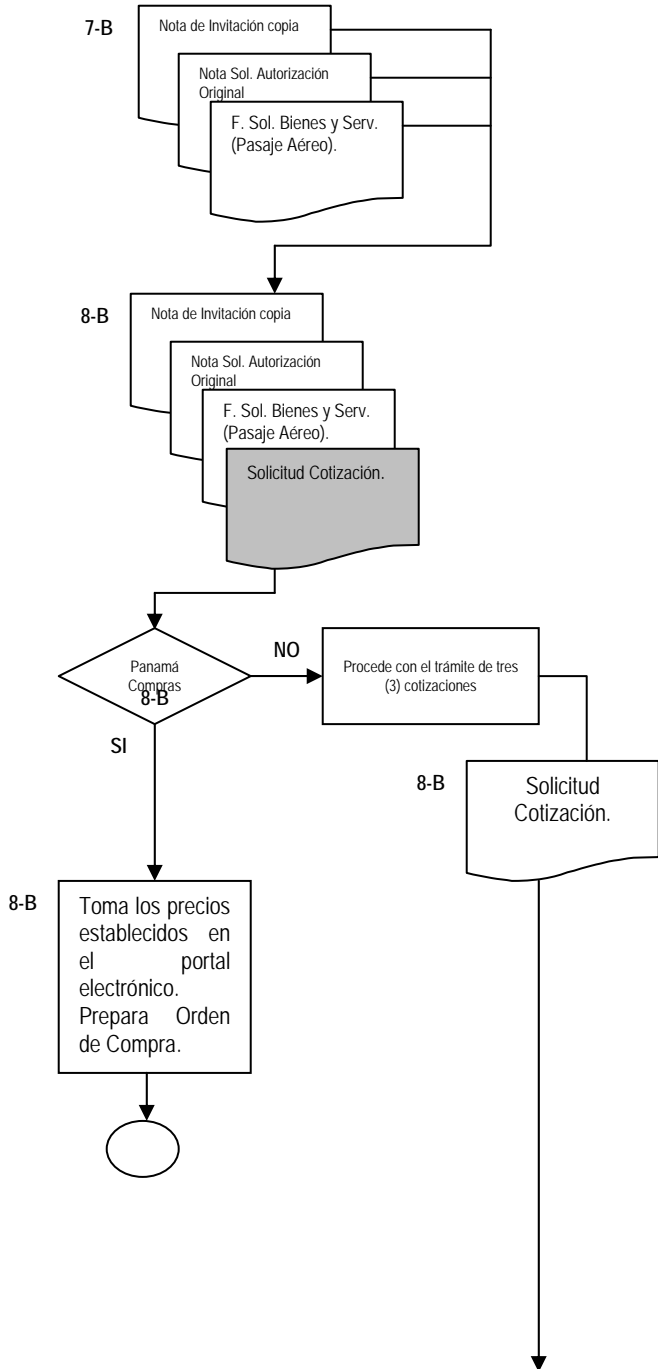 7-B
Nota de Invitación copia
Nota Sol. Autorización
Original
F. Sol. Bienes y Serv.
(Pasaje Aéreo).
8-B
Nota de Invitación copia
Nota Sol. Autorización
Original
F. Sol. Bienes y Serv.
(Pasaje Aéreo).
Solicitud Cotización.
Panamá
Compras
8-B
NO
Procede con el trámite de tres
(3) cotizaciones
SI
8-B
Solicitud
Cotización.
8-B
Toma los precios
establecidos en
el portal
electrónico.
Prepara Orden
de Compra.